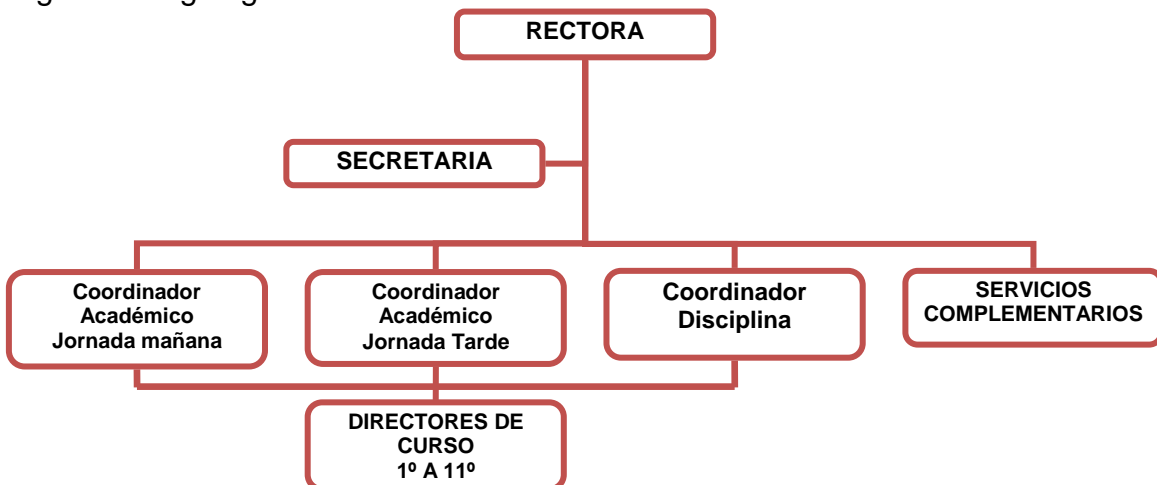 RECTORA
SECRETARIA
Coordinador
Académico
Jornada mañana
Coordinador
Académico
Jornada Tarde
Coordinador
Disciplina
SERVICIOS
COMPLEMENTARIOS
DIRECTORES DE
CURSO
1º A 11º